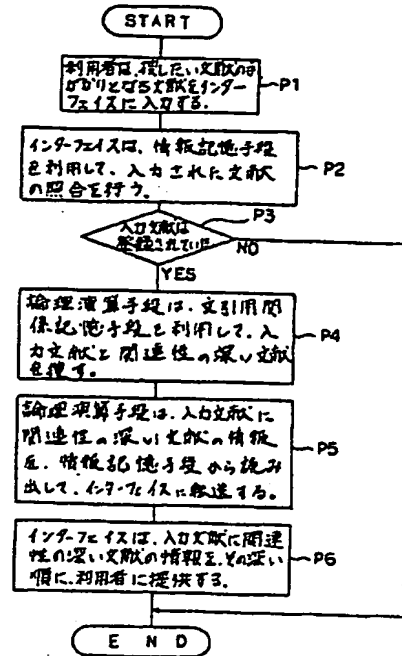 START
利用者は、探したい文献の手
がかりとなる文献をインター
フェイスに入力する。
P1
インターフェイスは、情報記憶手段
を利用して、入力された文献
の照合を行う。
P2
P3
入力文献は
登録されていた
NO
YES
論理演算手段は、文引用関
係記憶手段を利用して、入
力文献と関連性の深い文献
を捜す。
P4
論理演算手段は、入力文献に
関連性の深い文献の情報
を、情報記憶手段から読み
出して、インターフェイスに転送する。
P5
インターフェイスは、入力文献に関連
性の深い文献の情報を、その深い
順に、利用者に提供する。
P6
END